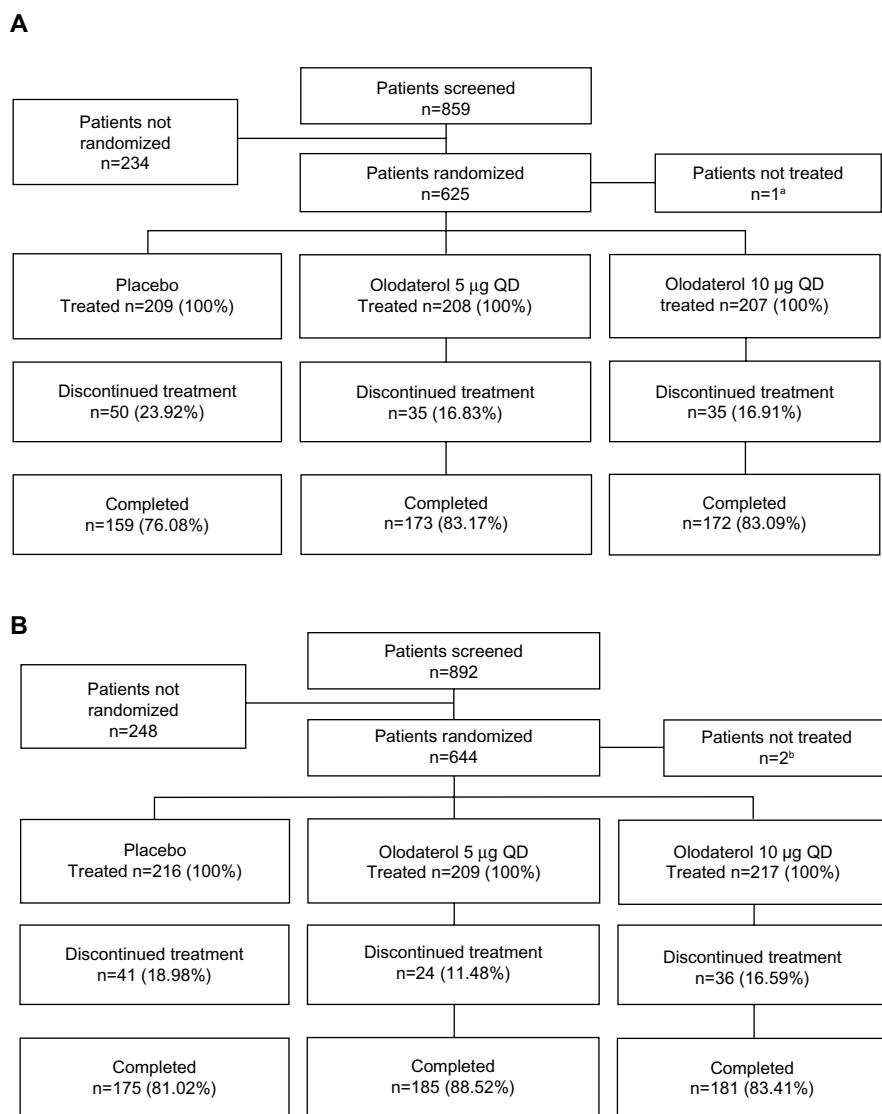 A
Patients screened
n=859
Patients not
randomized
n=234
Patients randomized
n=625
Patients not treated
n=1ᵃ
Placebo
Treated n=209 (100%)
Olodaterol 5 μg QD
Treated n=208 (100%)
Olodaterol 10 µg QD
treated n=207 (100%)
Discontinued treatment
n=50 (23.92%)
Discontinued treatment
n=35 (16.83%)
Discontinued treatment
n=35 (16.91%)
Completed
n=159 (76.08%)
Completed
n=173 (83.17%)
Completed
n=172 (83.09%)
B
Patients screened
n=892
Patients not
randomized
n=248
Patients randomized
n=644
Patients not treated
n=2ᵇ
Placebo
Treated n=216 (100%)
Olodaterol 5 μg QD
Treated n=209 (100%)
Olodaterol 10 µg QD
Treated n=217 (100%)
Discontinued treatment
n=41 (18.98%)
Discontinued treatment
n=24 (11.48%)
Discontinued treatment
n=36 (16.59%)
Completed
n=175 (81.02%)
Completed
n=185 (88.52%)
Completed
n=181 (83.41%)